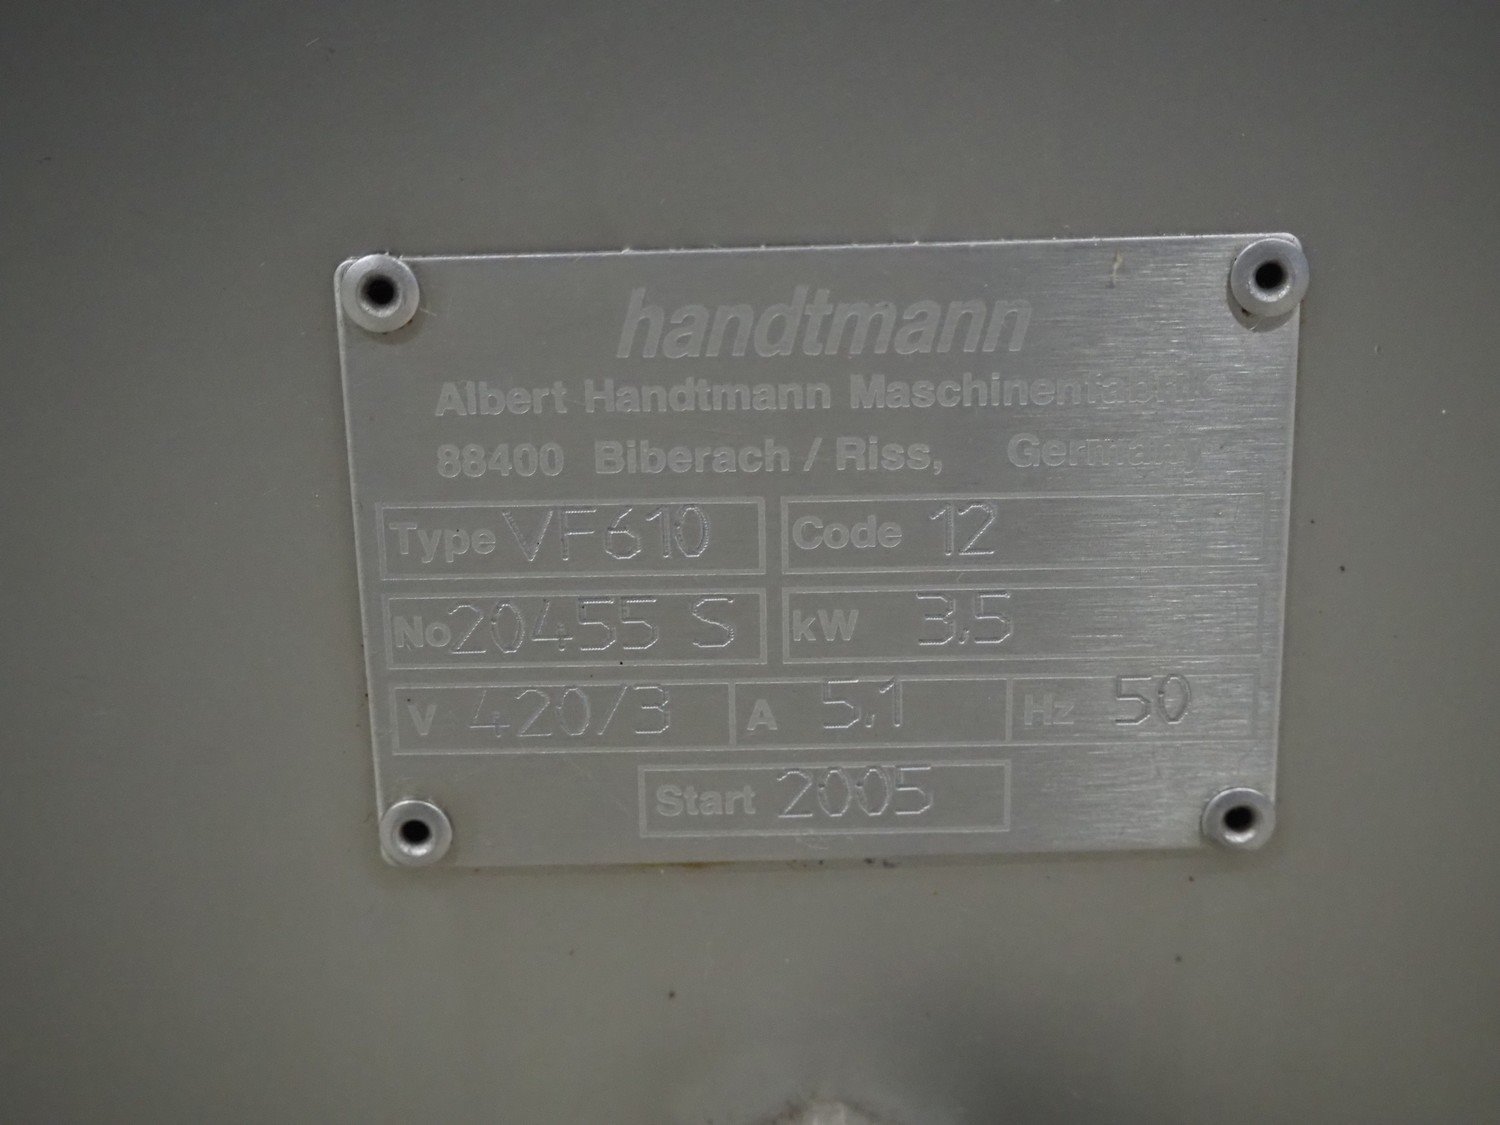 handtmann
Albert Handtmann Maschinenfabrik
88400 Biberach / Riss, Germany
Type VF610 Code 12
No 20455 S kW 3,5
V 420/3 A 5,1 Hz 50
Start 2005